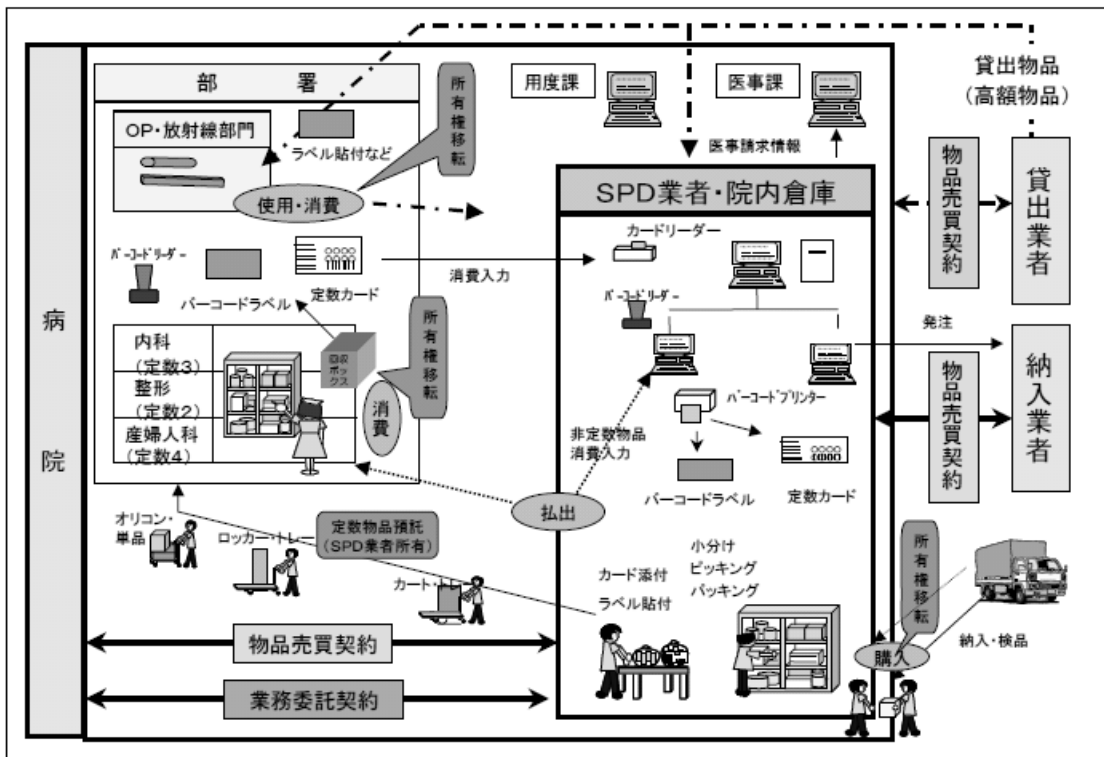 部　署
用度課
医事課
貸出物品
(高額物品)
OP・放射線部門
ラベル貼付など
所有権移転
使用・消費
医事請求情報
SPD業者・院内倉庫
物品売買契約
貸出業者
カードリーダー
ﾊﾞｰｺｰﾄﾞﾘｰﾀﾞｰ
定数カード
バーコードラベル
消費入力
ﾊﾞｰｺｰﾄﾞﾘｰﾀﾞｰ
所有権移転
発注
病院
内科
(定数3)
整形
(定数2)
産婦人科
(定数4)
回収
ボックス
消費
ﾊﾞｰｺｰﾄﾞﾌﾟﾘﾝﾀｰ
物品売買契約
納入業者
非定数物品
消費入力
バーコードラベル
定数カード
払出
オリコン・
単品
ロッカー・トレー
定数物品預託
(SPD業者所有)
カート・トレー
カード添付
ラベル貼付
小分け
ピッキング
パッキング
所有権移転
購入
納入・検品
物品売買契約
業務委託契約